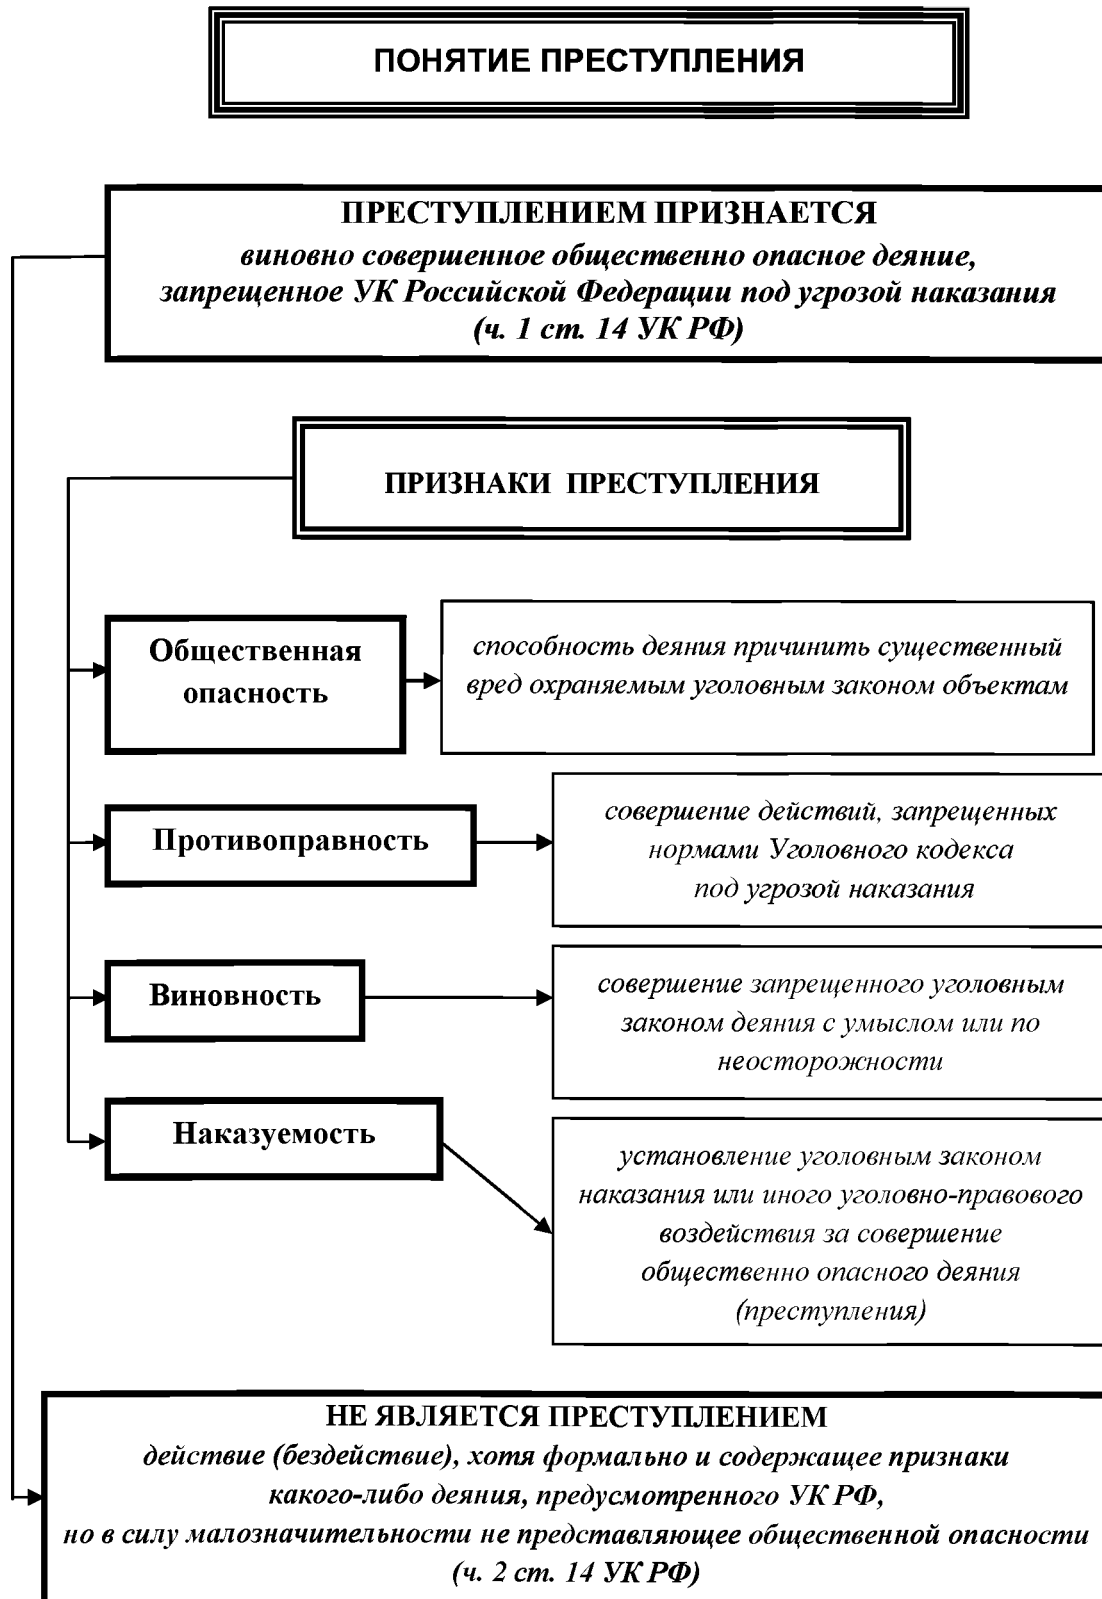 ПОНЯТИЕ ПРЕСТУПЛЕНИЯ
ПРЕСТУПЛЕНИЕМ ПРИЗНАЕТСЯ
виновно совершенное общественно опасное деяние,
запрещенное УК Российской Федерации под угрозой наказания
(ч. 1 ст. 14 УК РФ)
ПРИЗНАКИ ПРЕСТУПЛЕНИЯ
Общественная
опасность
способность деяния причинить существенный
вред охраняемым уголовным законом объектам
Противоправность
совершение действий, запрещенных
нормами Уголовного кодекса
под угрозой наказания
Виновность
совершение запрещенного уголовным
законом деяния с умыслом или по
неосторожности
Наказуемость
установление уголовным законом
наказания или иного уголовно-правового
воздействия за совершение
общественно опасного деяния
(преступления)
НЕ ЯВЛЯЕТСЯ ПРЕСТУПЛЕНИЕМ
действие (бездействие), хотя формально и содержащее признаки
какого-либо деяния, предусмотренного УК РФ,
но в силу малозначительности не представляющее общественной опасности
(ч. 2 ст. 14 УК РФ)